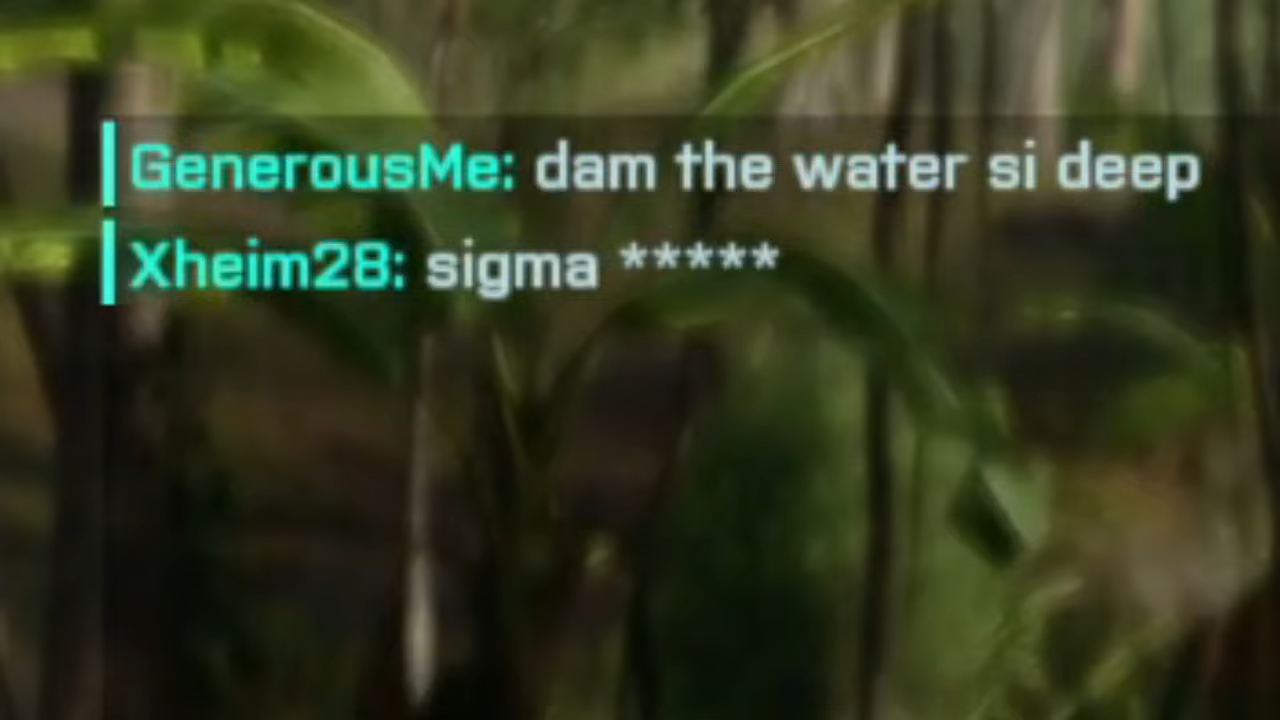 GenerousMe: dam the water si deep
Xheim28: sigma *****